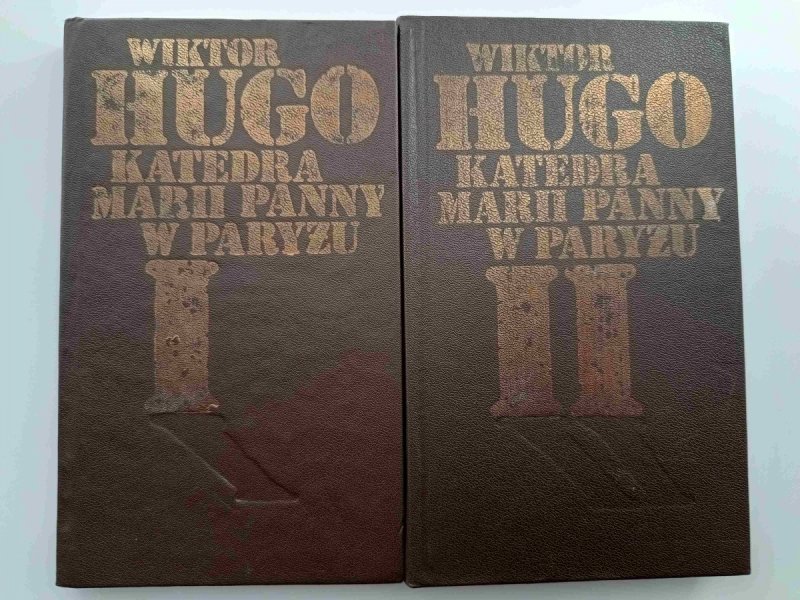 WIKTOR
HUGO
KATEDRA
MARII PANNY
W PARYŻU
I
WIKTOR
HUGO
KATEDRA
MARII PANNY
W PARYŻU
II